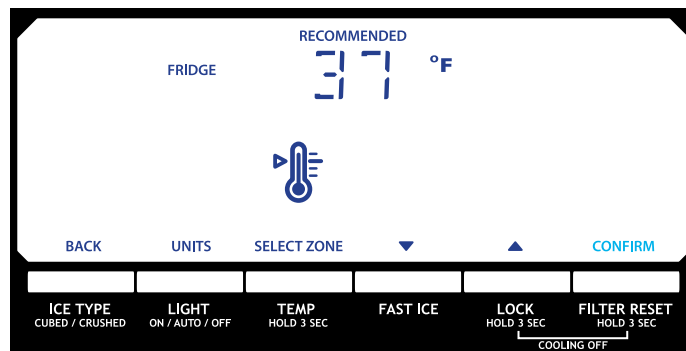 RECOMMENDED
FRIDGE 37 °F
BACK UNITS SELECT ZONE CONFIRM
ICE TYPE LIGHT TEMP FAST ICE LOCK FILTER RESET
CUBED / CRUSHED ON / AUTO / OFF HOLD 3 SEC HOLD 3 SEC HOLD 3 SEC
COOLING OFF